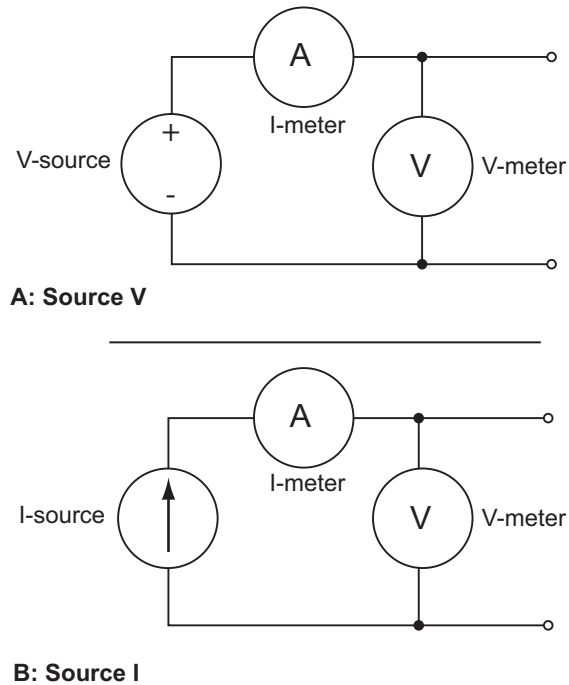 A
I-meter
+
V-source
-
V
V-meter
A: Source V
A
I-meter
I-source
V
V-meter
B: Source I